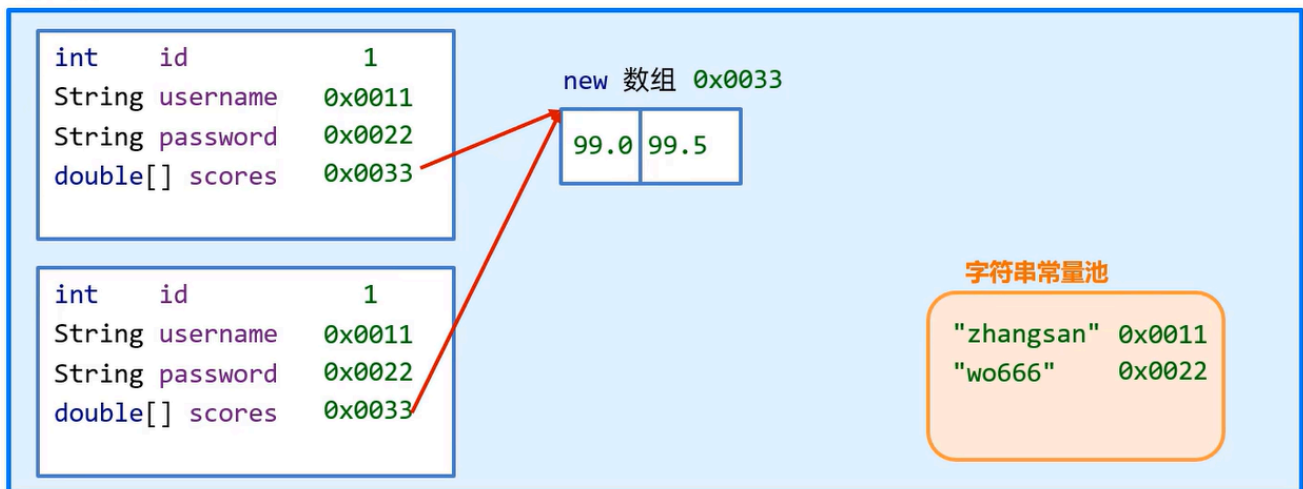 int id 1
String username 0x0011
String password 0x0022
double[] scores 0x0033
new 数组 0x0033
99.0 99.5
int id 1
String username 0x0011
String password 0x0022
double[] scores 0x0033
字符串常量池
"zhangsan" 0x0011
"wo666" 0x0022